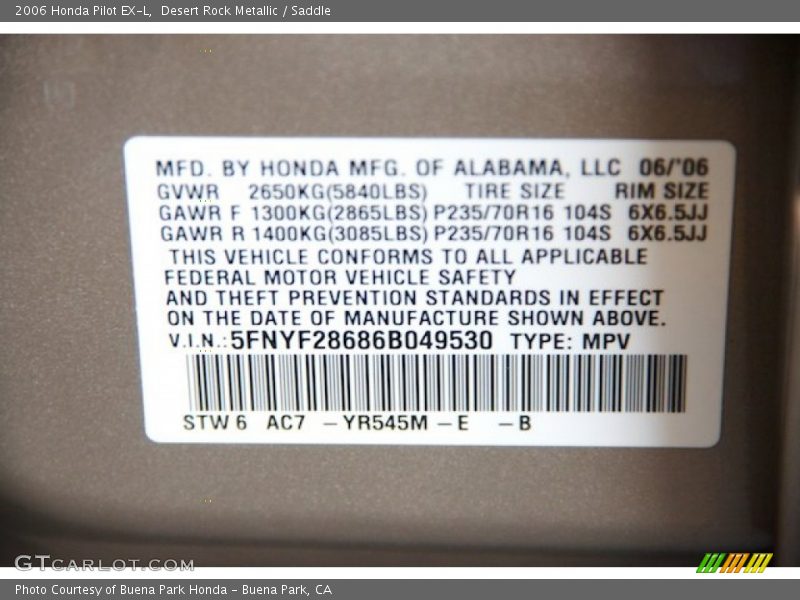 2006 Honda Pilot EX-L, Desert Rock Metallic / Saddle
MFD. BY HONDA MFG. OF ALABAMA, LLC 06/'06
GVWR 2650KG(5840LBS) TIRE SIZE RIM SIZE
GAWR F 1300KG(2865LBS) P235/70R16 104S 6X6.5JJ
GAWR R 1400KG(3085LBS) P235/70R16 104S 6X6.5JJ
THIS VEHICLE CONFORMS TO ALL APPLICABLE
FEDERAL MOTOR VEHICLE SAFETY
AND THEFT PREVENTION STANDARDS IN EFFECT
ON THE DATE OF MANUFACTURE SHOWN ABOVE.
V.I.N.:5FNYF28686B049530 TYPE: MPV
STW 6 AC7 –YR545M –E –B
GTCARLOT.COM
Photo Courtesy of Buena Park Honda - Buena Park, CA